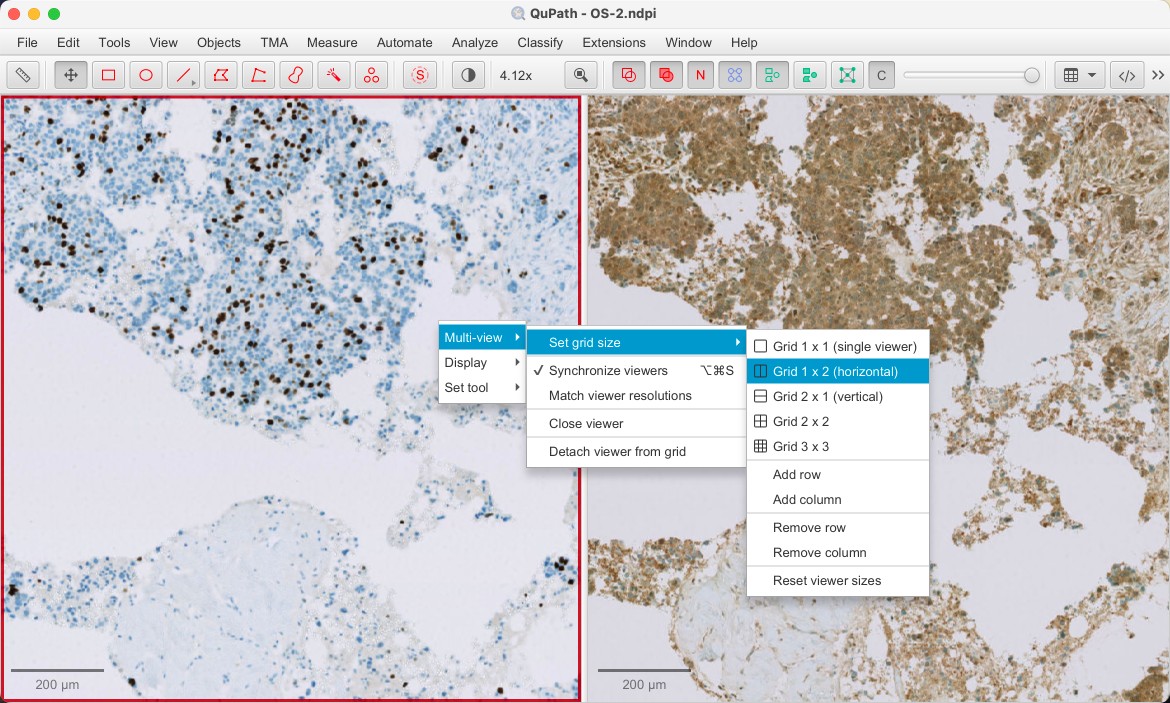 QuPath - OS-2.ndpi
File Edit Tools View Objects TMA Measure Automate Analyze Classify Extensions Window Help
S 4.12x N C </> >>
Multi-view
Display
Set tool
Set grid size
✓ Synchronize viewers ⌥⌘S
Match viewer resolutions
Close viewer
Detach viewer from grid
Grid 1 x 1 (single viewer)
Grid 1 x 2 (horizontal)
Grid 2 x 1 (vertical)
Grid 2 x 2
Grid 3 x 3
Add row
Add column
Remove row
Remove column
Reset viewer sizes
200 µm
200 µm